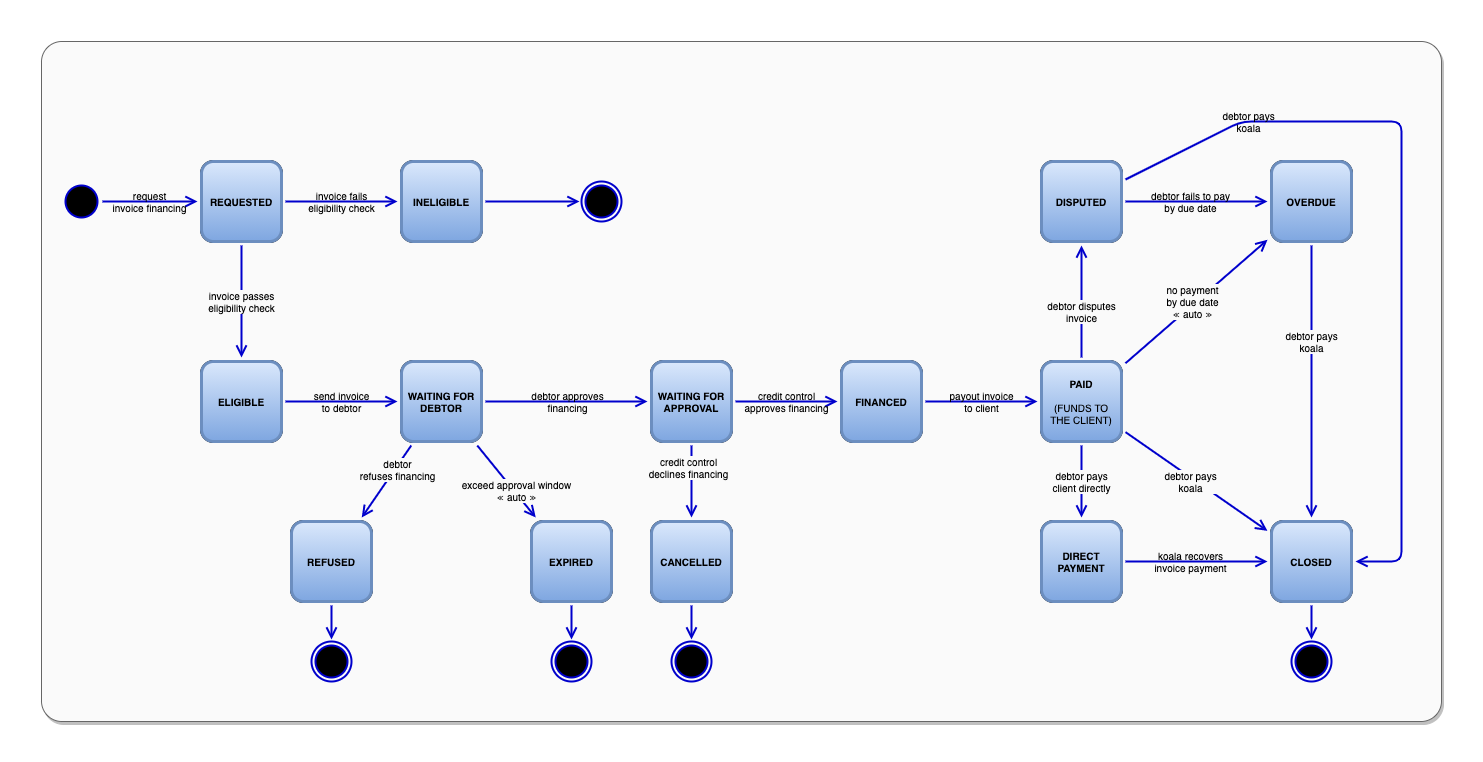 debtor pays
koala
request
invoice financing
REQUESTED
invoice fails
eligibility check
INELIGIBLE
DISPUTED
debtor fails to pay
by due date
OVERDUE
invoice passes
eligibility check
debtor disputes
invoice
no payment
by due date
« auto »
debtor pays
koala
ELIGIBLE
send invoice
to debtor
WAITING FOR
DEBTOR
debtor approves
financing
WAITING FOR
APPROVAL
credit control
approves financing
FINANCED
payout invoice
to client
PAID
(FUNDS TO
THE CLIENT)
debtor
refuses financing
exceed approval window
« auto »
credit control
declines financing
debtor pays
client directly
debtor pays
koala
REFUSED
EXPIRED
CANCELLED
DIRECT
PAYMENT
koala recovers
invoice payment
CLOSED